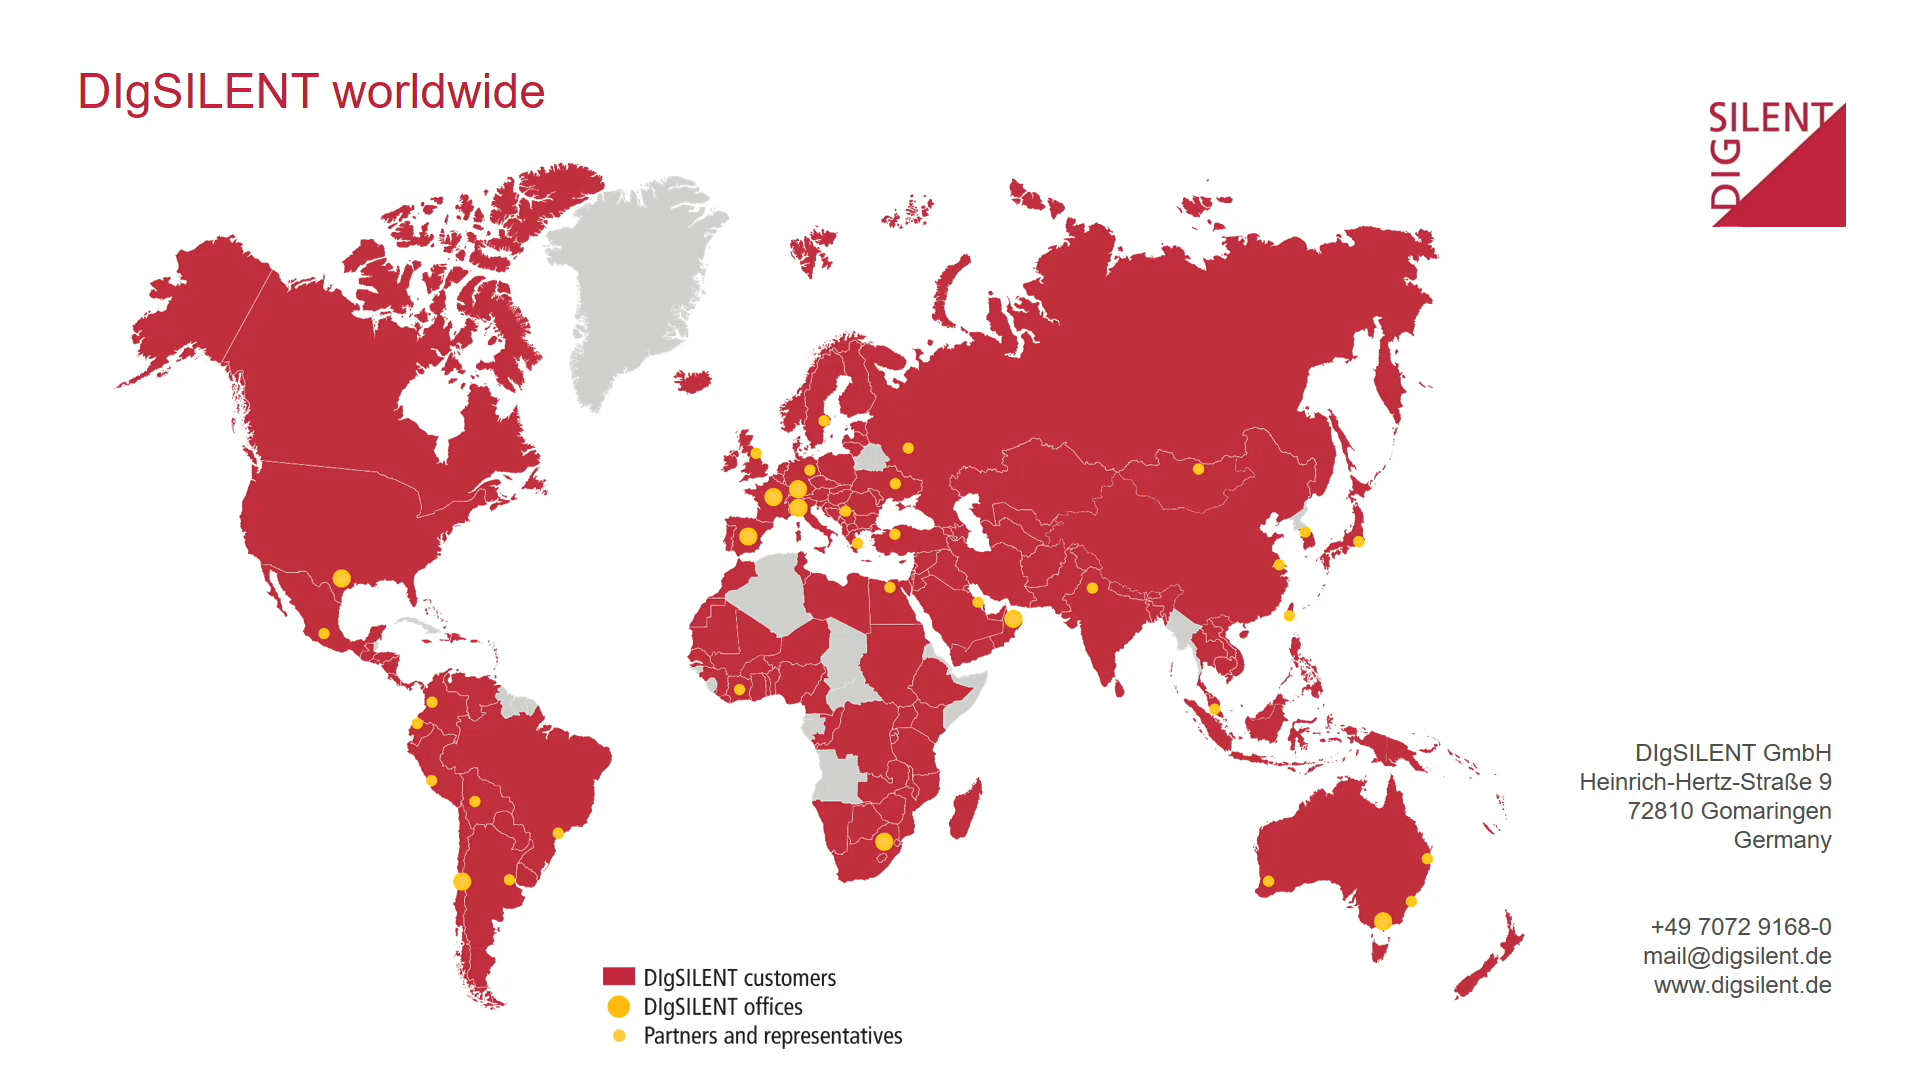 DIgSILENT worldwide
SILENT
DIG
DIgSILENT GmbH
Heinrich-Hertz-Straße 9
72810 Gomaringen
Germany
+49 7072 9168-0
mail@digsilent.de
www.digsilent.de
DIgSILENT customers
DIgSILENT offices
Partners and representatives